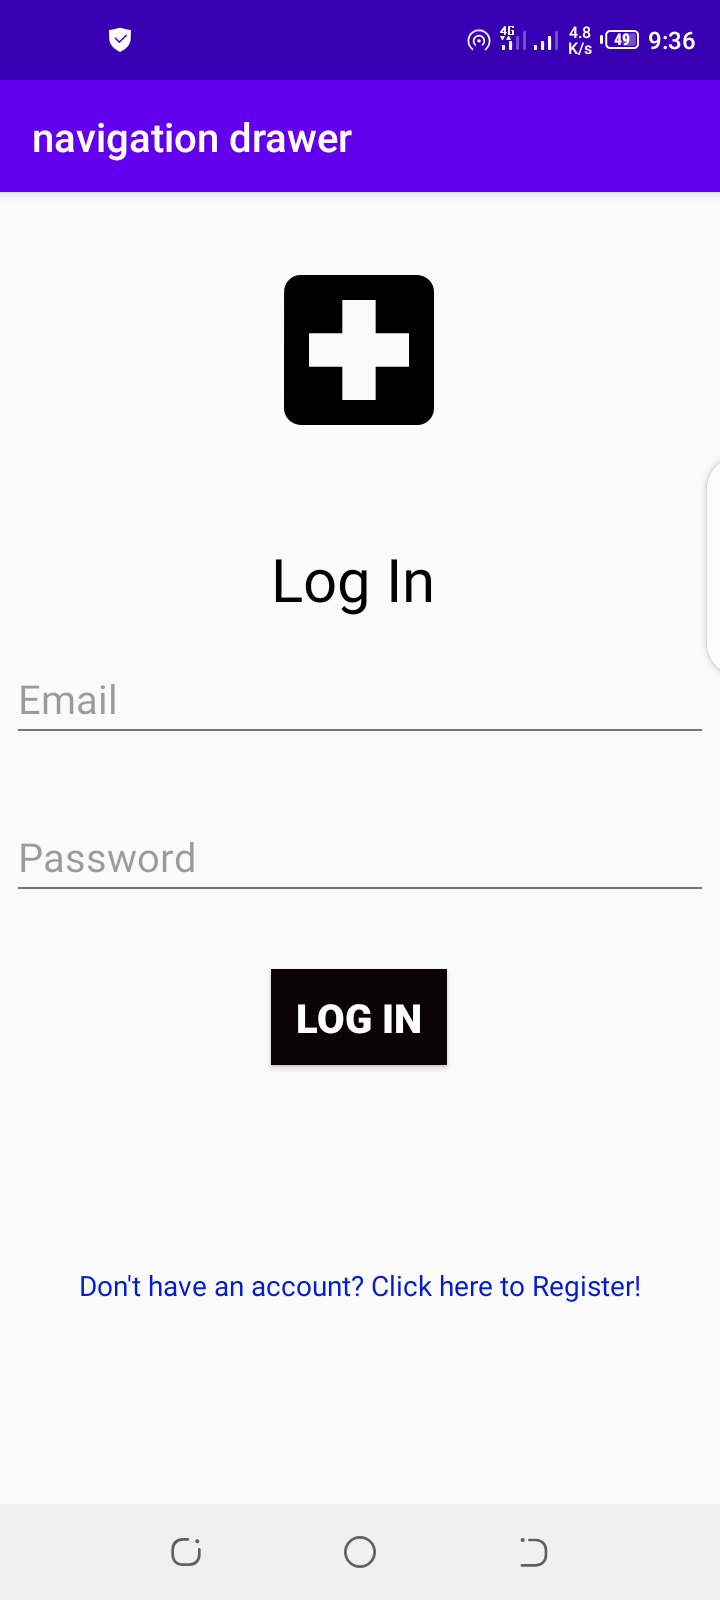 4G 4.8 K/s 49 9:36
navigation drawer
Log In
Email
Password
LOG IN
Don't have an account? Click here to Register!